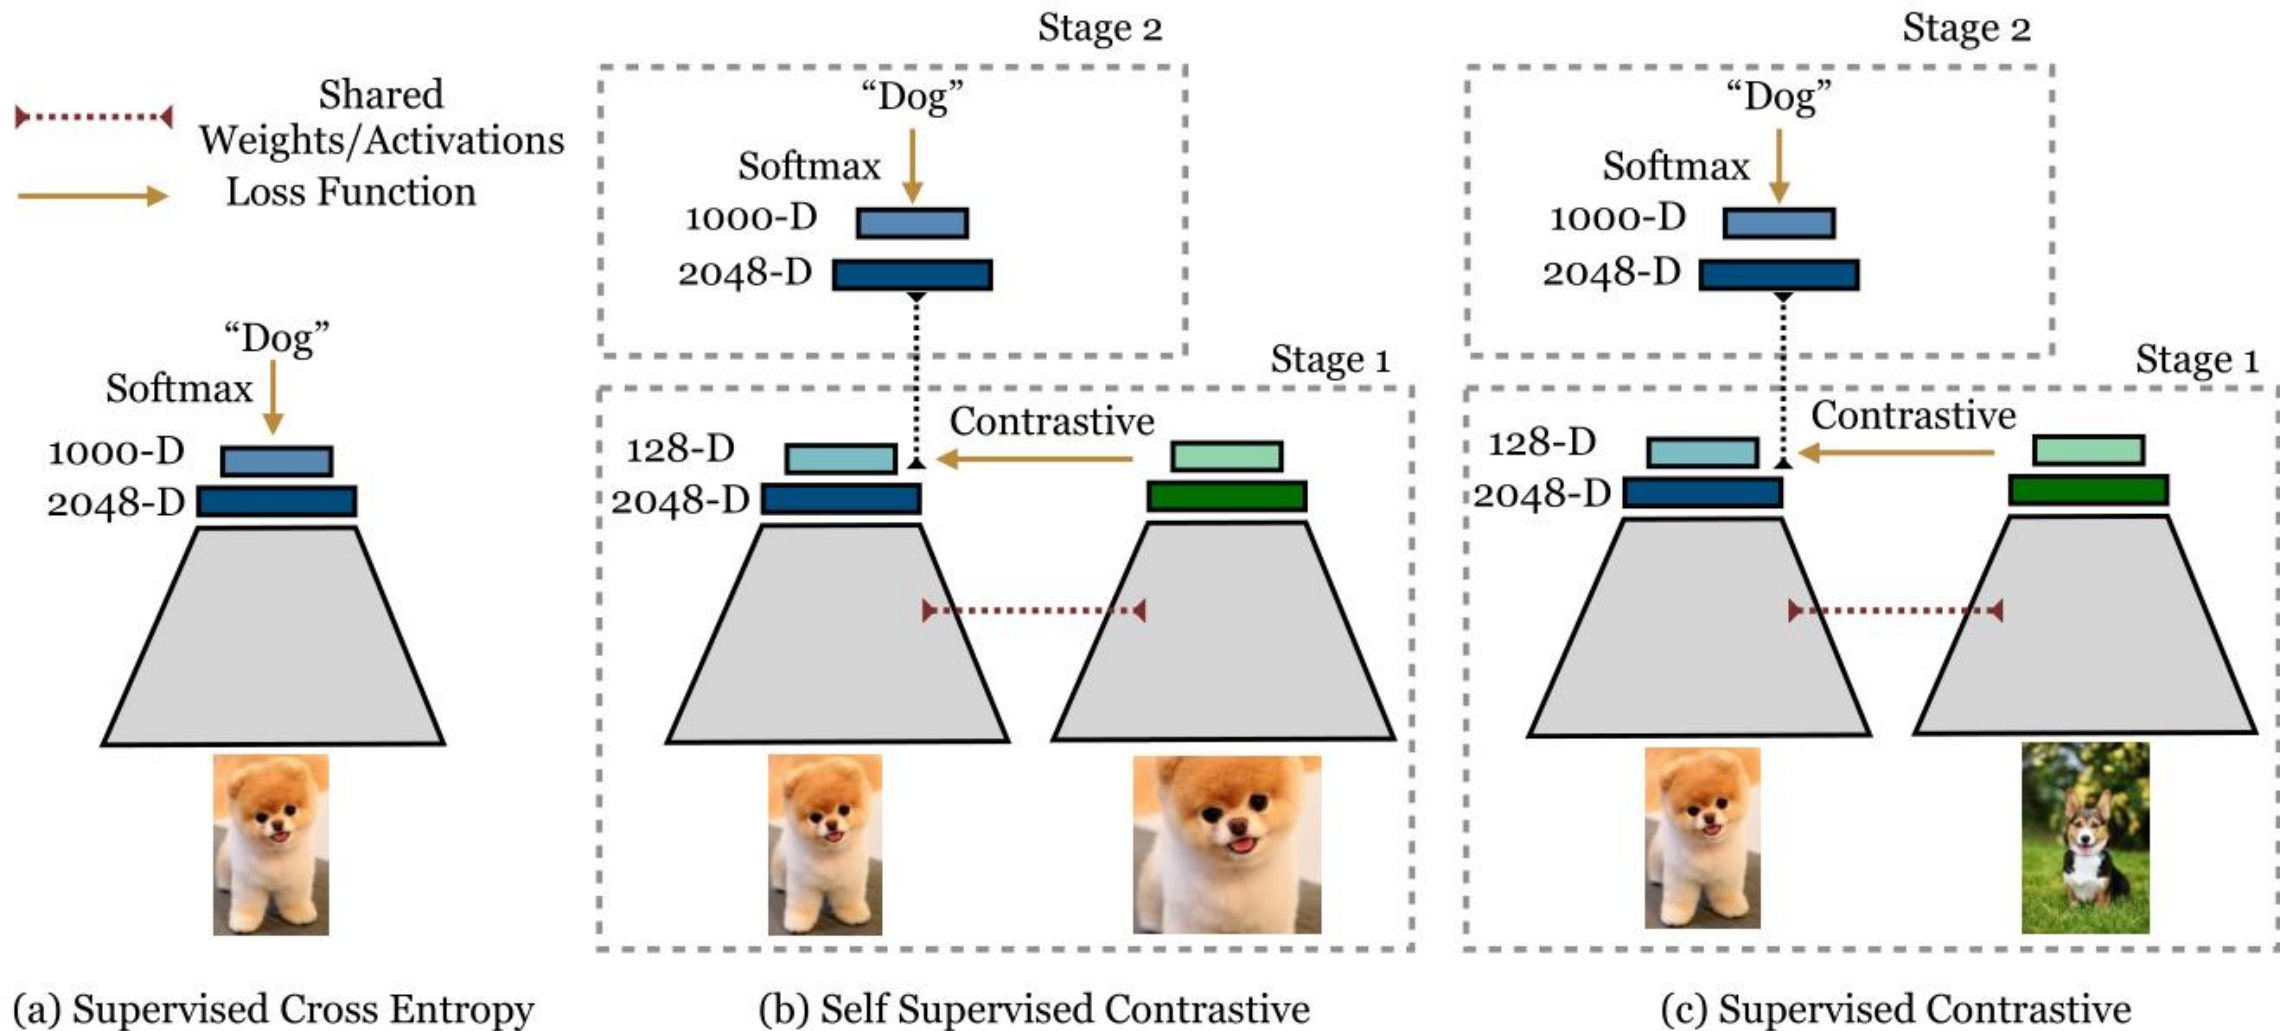 Shared
Weights/Activations
Loss Function
“Dog”
Softmax
1000-D
2048-D
(a) Supervised Cross Entropy
Stage 2
“Dog”
Softmax
1000-D
2048-D
Stage 1
Contrastive
128-D
2048-D
(b) Self Supervised Contrastive
Stage 2
“Dog”
Softmax
1000-D
2048-D
Stage 1
Contrastive
128-D
2048-D
(c) Supervised Contrastive